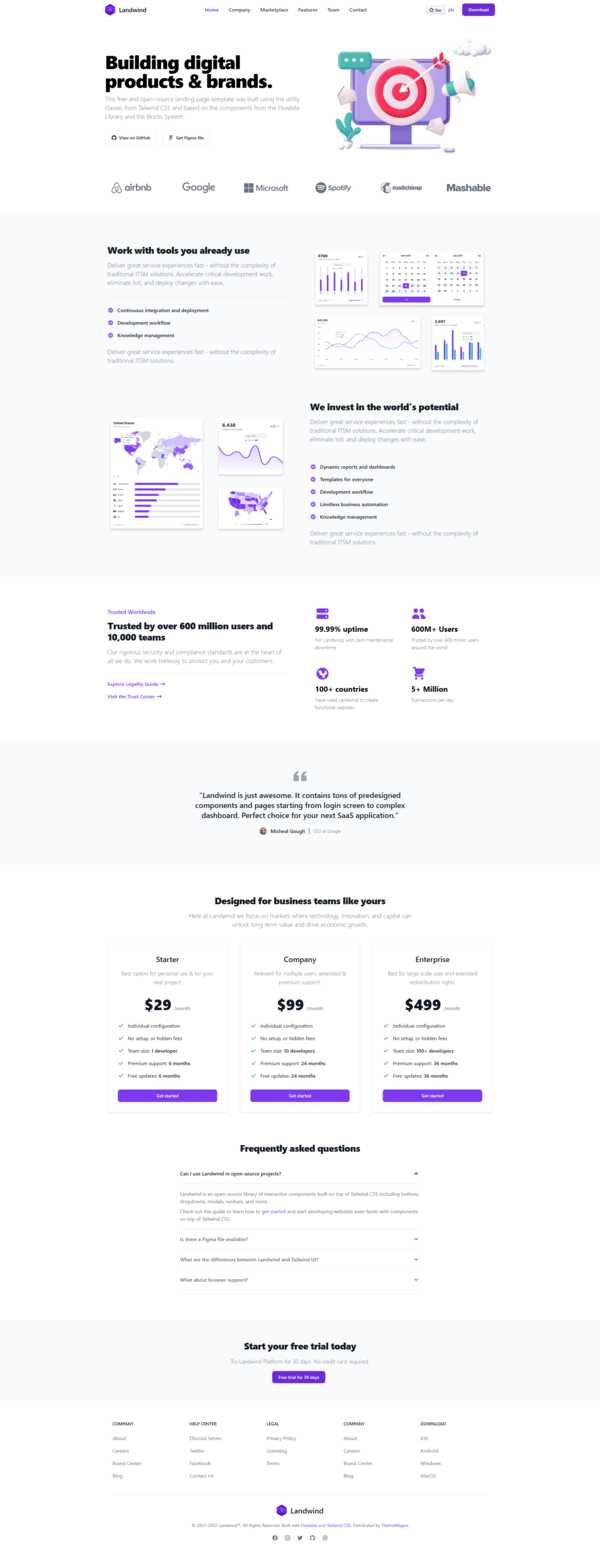 Landwind
Home Company Marketplace Features Team Contact
Star 211
Download
Building digital
products & brands.
This free and open-source landing page template was built using the utility
classes from Tailwind CSS and based on the components from the Flowbite
Library and the Blocks System.
View on GitHub
Get Figma file
airbnb Google Microsoft Spotify mailchimp Mashable
Work with tools you already use
Deliver great service experiences fast - without the complexity of
traditional ITSM solutions. Accelerate critical development work,
eliminate toil, and deploy changes with ease.
Continuous integration and deployment
Development workflow
Knowledge management
Deliver great service experiences fast - without the complexity of
traditional ITSM solutions.
We invest in the world's potential
Deliver great service experiences fast - without the complexity of
traditional ITSM solutions. Accelerate critical development work,
eliminate toil, and deploy changes with ease.
United States
6,426
Dynamic reports and dashboards
Templates for everyone
Development workflow
Limitless business automation
Knowledge management
Deliver great service experiences fast - without the complexity of
traditional ITSM solutions.
Trusted Worldwide
Trusted by over 600 million users and
10,000 teams
Our rigorous security and compliance standards are at the heart of
all we do. We work tirelessly to protect you and your customers.
Explore Legality Guide
Visit the Trust Center
99.99% uptime
For Landwind, with zero maintenance
downtime
600M+ Users
Trusted by over 600 milion users
around the world
100+ countries
Have used Landwind to create
functional websites
5+ Million
Transactions per day
"Landwind is just awesome. It contains tons of predesigned
components and pages starting from login screen to complex
dashboard. Perfect choice for your next SaaS application."
Micheal Gough CEO at Google
Designed for business teams like yours
Here at Landwind we focus on markets where technology, innovation, and capital can
unlock long-term value and drive economic growth.
Starter
Best option for personal use & for your
next project.
$29 /month
Individual configuration
No setup, or hidden fees
Team size: 1 developer
Premium support: 6 months
Free updates: 6 months
Get started
Company
Relevant for multiple users, extended &
premium support.
$99 /month
Individual configuration
No setup, or hidden fees
Team size: 10 developers
Premium support: 24 months
Free updates: 24 months
Get started
Enterprise
Best for large scale uses and extended
redistribution rights.
$499 /month
Individual configuration
No setup, or hidden fees
Team size: 100+ developers
Premium support: 36 months
Free updates: 36 months
Get started
Frequently asked questions
Can I use Landwind in open-source projects?
Landwind is an open-source library of interactive components built on top of Tailwind CSS including buttons,
dropdowns, modals, navbars, and more.
Check out this guide to learn how to get started and start developing websites even faster with components
on top of Tailwind CSS.
Is there a Figma file available?
What are the differences between Landwind and Tailwind UI?
What about browser support?
Start your free trial today
Try Landwind Platform for 30 days. No credit card required.
Free trial for 30 days
COMPANY
About
Careers
Brand Center
Blog
HELP CENTER
Discord Server
Twitter
Facebook
Contact Us
LEGAL
Privacy Policy
Licensing
Terms
COMPANY
About
Careers
Brand Center
Blog
DOWNLOAD
iOS
Android
Windows
MacOS
Landwind
© 2021-2022 Landwind™. All Rights Reserved. Built with Flowbite and Tailwind CSS. Distributed by ThemeWagon